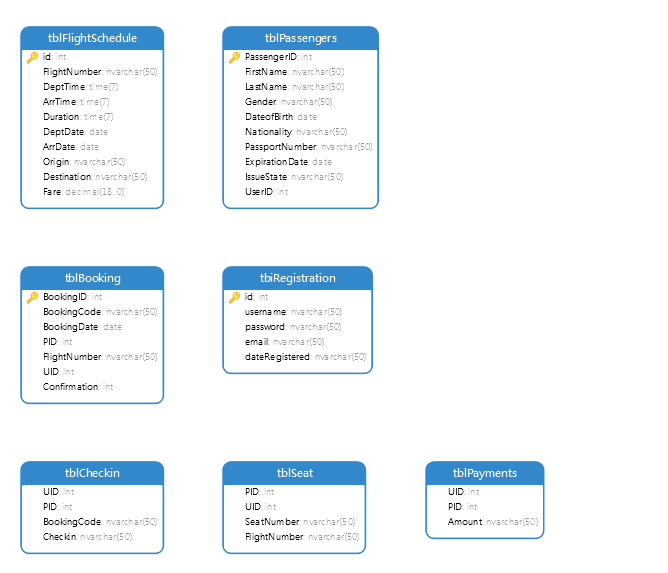 tblFlightSchedule
id: int
FlightNumber: nvarchar(50)
DeptTime: time(7)
ArrTime: time(7)
Duration: time(7)
DeptDate: date
ArrDate: date
Origin: nvarchar(50)
Destination: nvarchar(50)
Fare: decimal(18, 0)
tblPassengers
PassengerID: int
FirstName: nvarchar(50)
LastName: nvarchar(50)
Gender: nvarchar(50)
DateofBirth: date
Nationality: nvarchar(50)
PassportNumber: nvarchar(50)
ExpirationDate: date
IssueState: nvarchar(50)
UserID: int
tblBooking
BookingID: int
BookingCode: nvarchar(50)
BookingDate: date
PID: int
FlightNumber: nvarchar(50)
UID: int
Confirmation: int
tbiRegistration
id: int
username: nvarchar(50)
password: nvarchar(50)
email: nvarchar(50)
dateRegistered: nvarchar(50)
tblCheckin
UID: int
PID: int
BookingCode: nvarchar(50)
Checkin: nvarchar(50)
tblSeat
PID: int
UID: int
SeatNumber: nvarchar(50)
FlightNumber: nvarchar(50)
tblPayments
UID: int
PID: int
Amount: nvarchar(50)